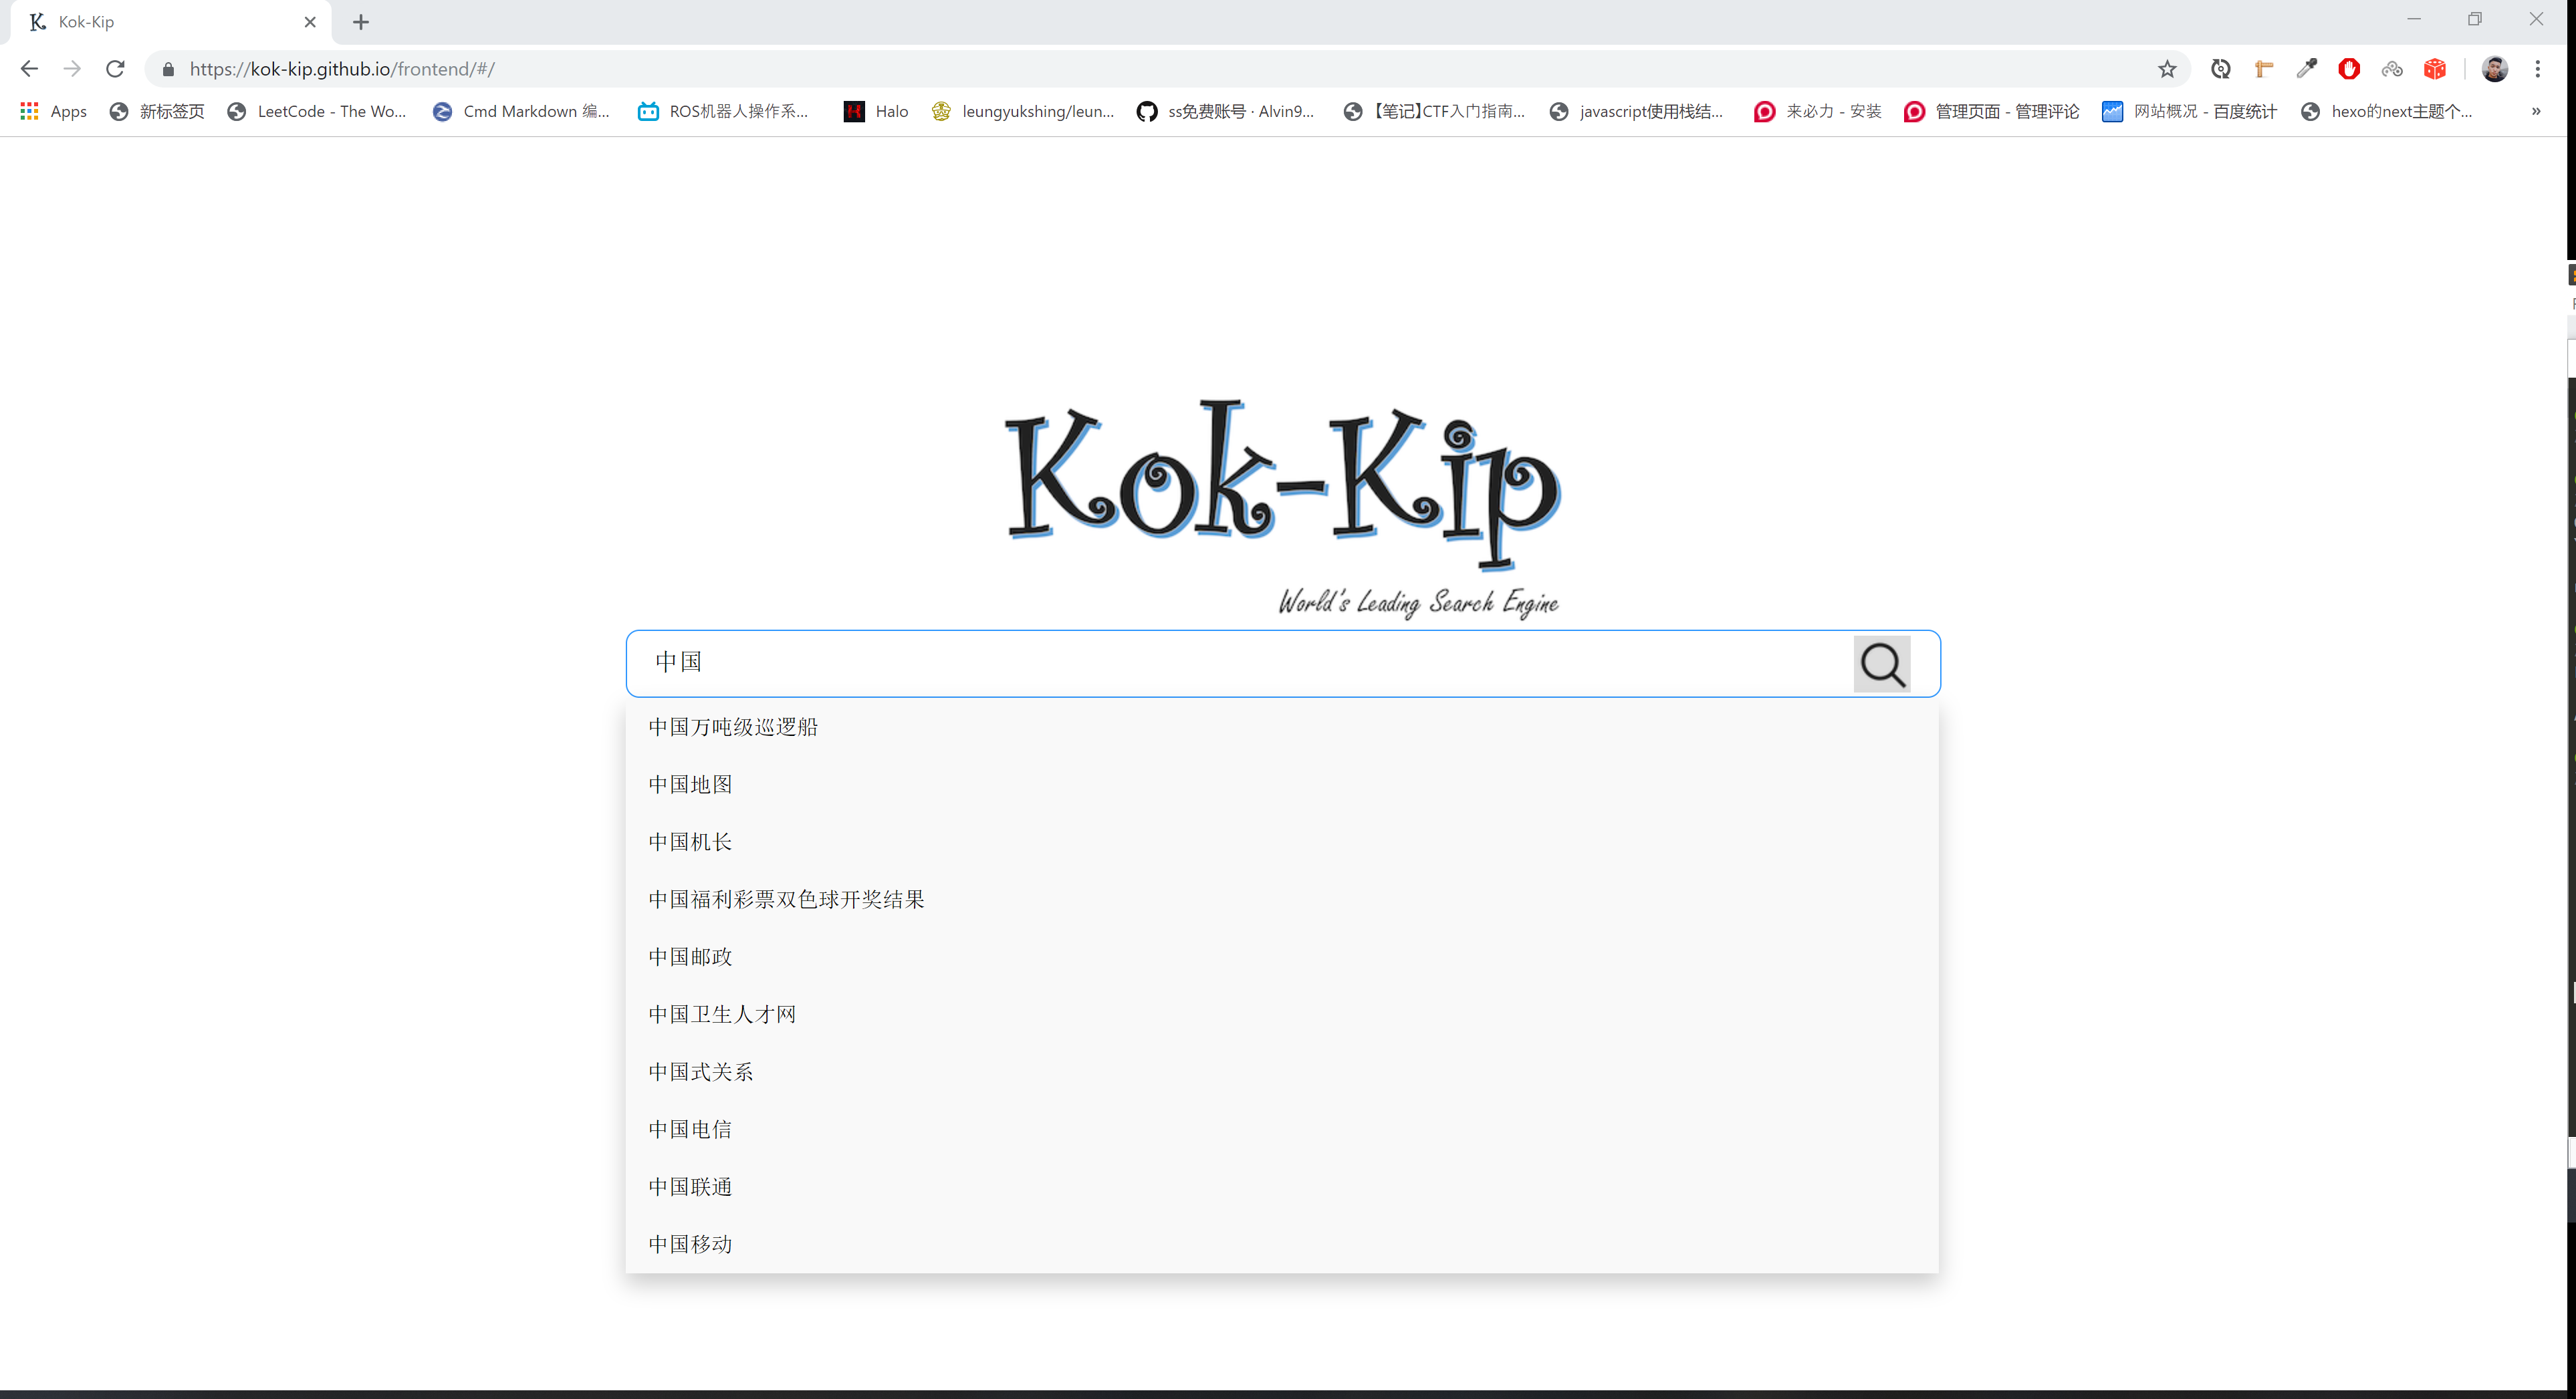 Kok-Kip
https://kok-kip.github.io/frontend/#/
Apps 新标签页 LeetCode - The Wo... Cmd Markdown 编... ROS机器人操作系... Halo leungyukshing/leun... ss免费账号 · Alvin9... 【笔记】CTF入门指南... javascript使用栈结... 来必力 - 安装 管理页面 - 管理评论 网站概况 - 百度统计 hexo的next主题个... »
Kok-Kip
World's Leading Search Engine
中国
中国万吨级巡逻船
中国地图
中国机长
中国福利彩票双色球开奖结果
中国邮政
中国卫生人才网
中国式关系
中国电信
中国联通
中国移动